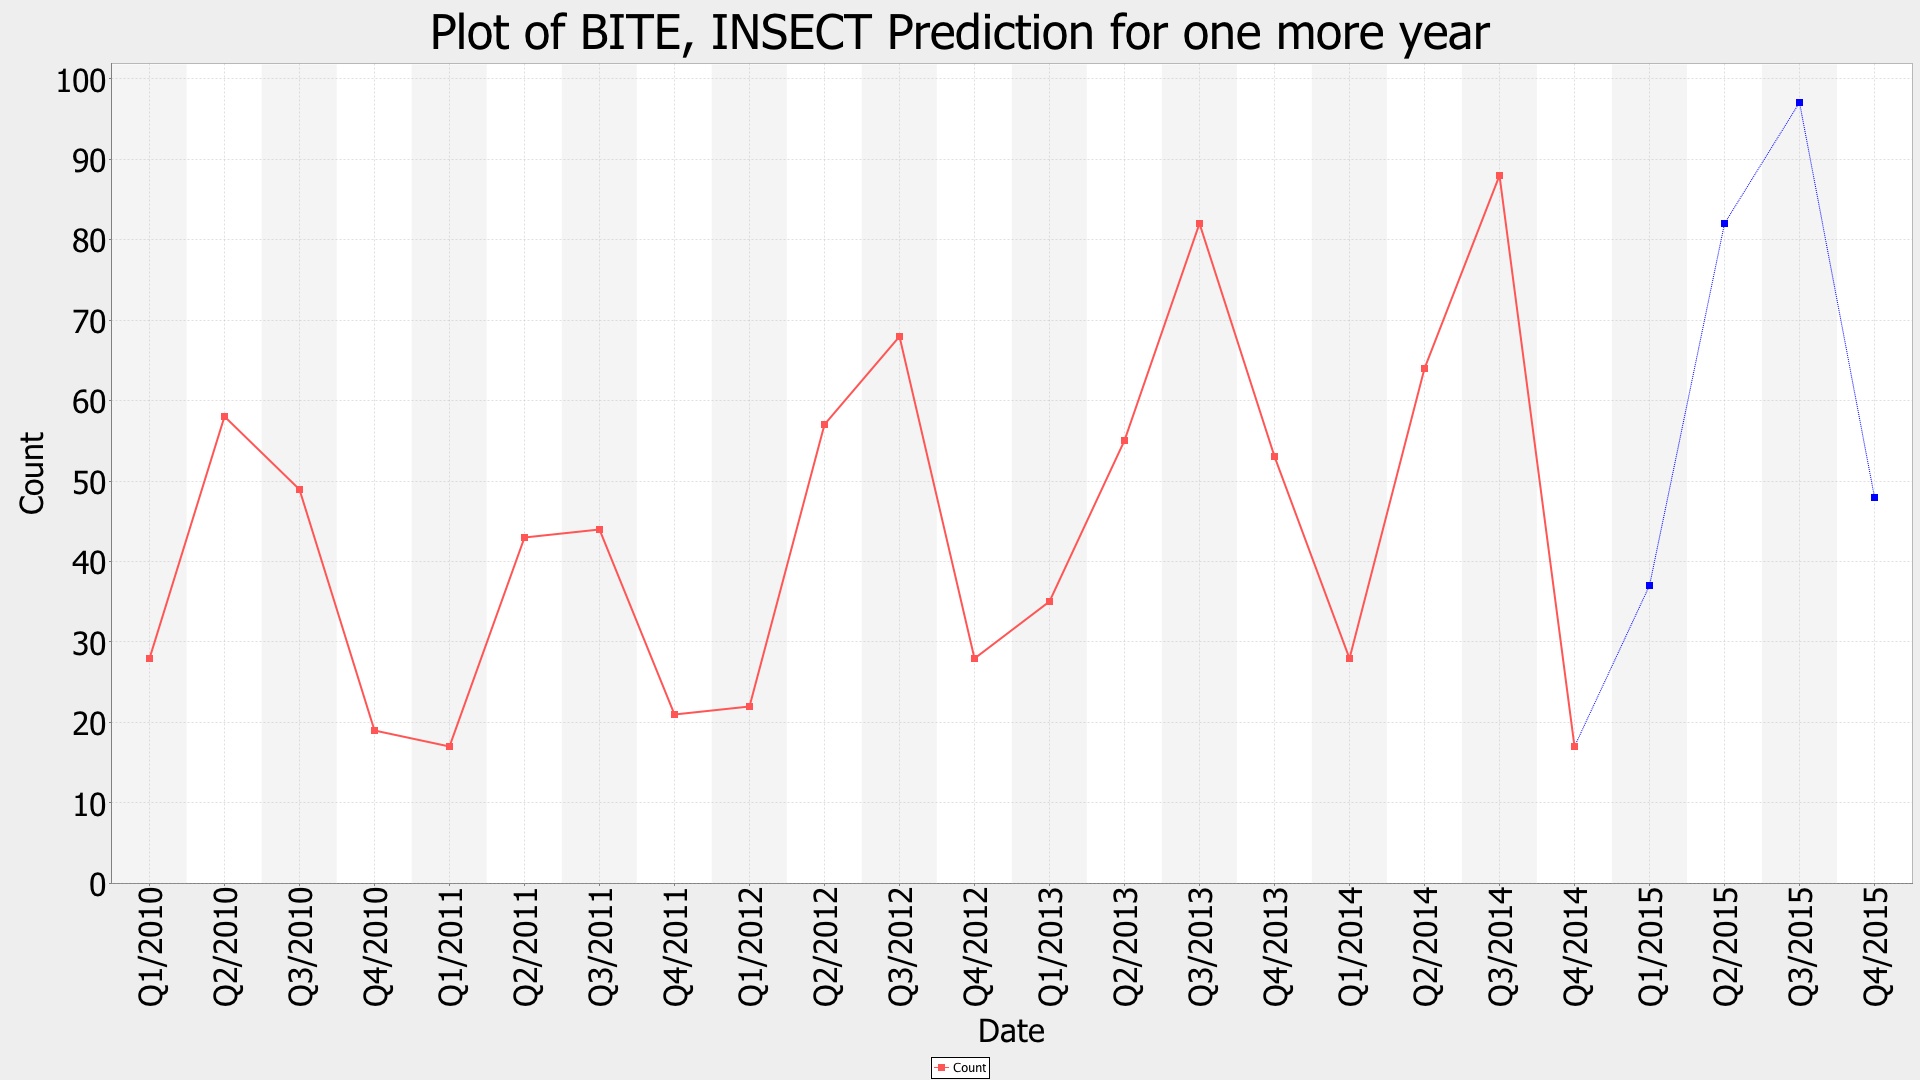 Plot of BITE, INSECT Prediction for one more year
100
90
80
70
60
50
40
30
20
10
0
Count
Q1/2010
Q2/2010
Q3/2010
Q4/2010
Q1/2011
Q2/2011
Q3/2011
Q4/2011
Q1/2012
Q2/2012
Q3/2012
Q4/2012
Q1/2013
Q2/2013
Q3/2013
Q4/2013
Q1/2014
Q2/2014
Q3/2014
Q4/2014
Q1/2015
Q2/2015
Q3/2015
Q4/2015
Date
Count